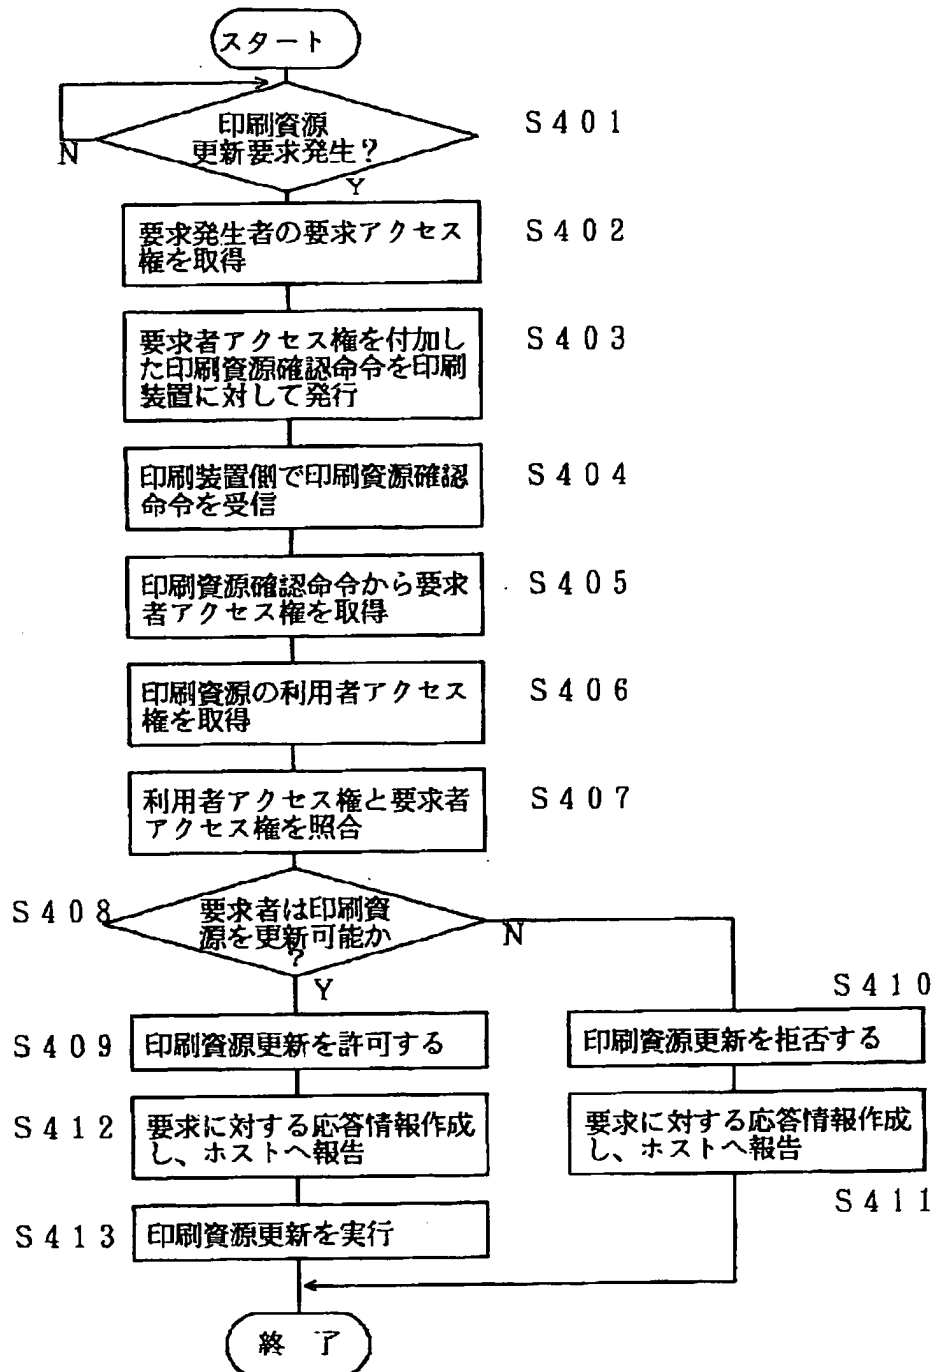 スタート
印刷資源
更新要求発生?
S401
N
Y
要求発生者の要求アクセス
権を取得
S402
要求者アクセス権を付加し
た印刷資源確認命令を印刷
装置に対して発行
S403
印刷装置側で印刷資源確認
命令を受信
S404
印刷資源確認命令から要求
者アクセス権を取得
S405
印刷資源の利用者アクセス
権を取得
S406
利用者アクセス権と要求者
アクセス権を照合
S407
S408
要求者は印刷資
源を更新可能か
?
N
Y
S410
S409
印刷資源更新を許可する
印刷資源更新を拒否する
S412
要求に対する応答情報作成
し、ホストへ報告
要求に対する応答情報作成
し、ホストへ報告
S411
S413
印刷資源更新を実行
終 了